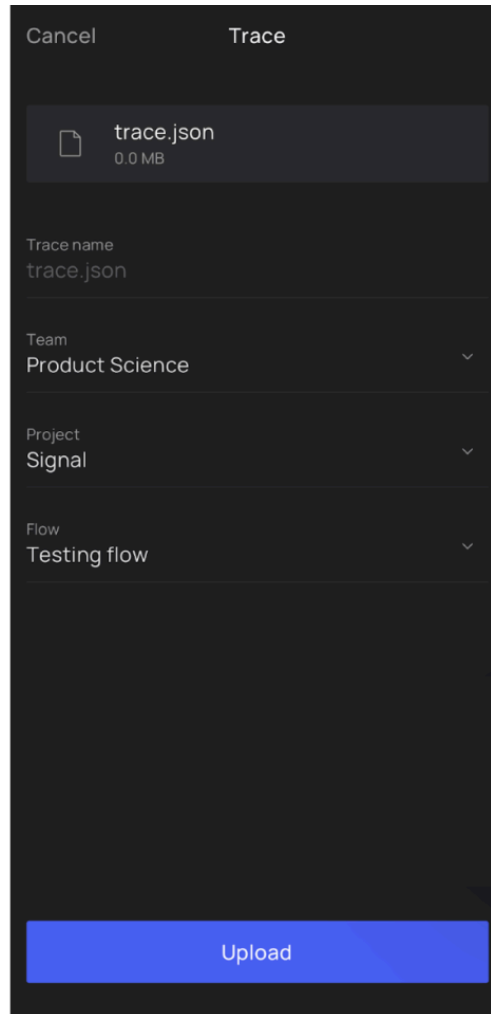 Cancel
Trace
trace.json
0.0 MB
Trace name
trace.json
Team
Product Science
Project
Signal
Flow
Testing flow
Upload